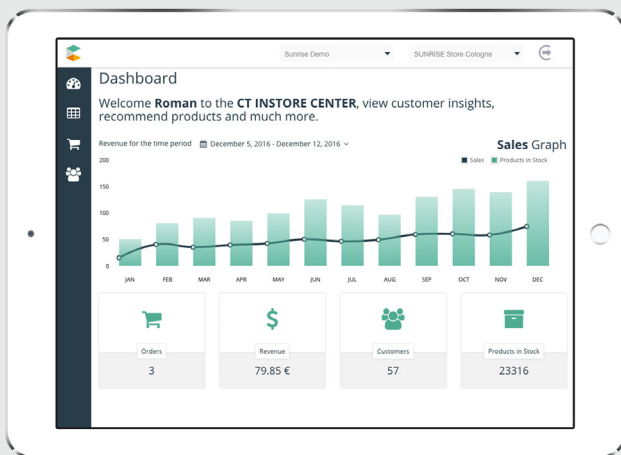 Sunrise Demo
SUNRISE Store Cologne
Dashboard
Welcome Roman to the CT INSTORE CENTER, view customer insights,
recommend products and much more.
Revenue for the time period December 5, 2016 - December 12, 2016
Sales Graph
Sales Products in Stock
200
150
100
50
0
JAN FEB MAR APR MAY JUN JUL AUG SEP OCT NOV DEC
Orders Revenue Customers Products in Stock
3 79.85 € 57 23316